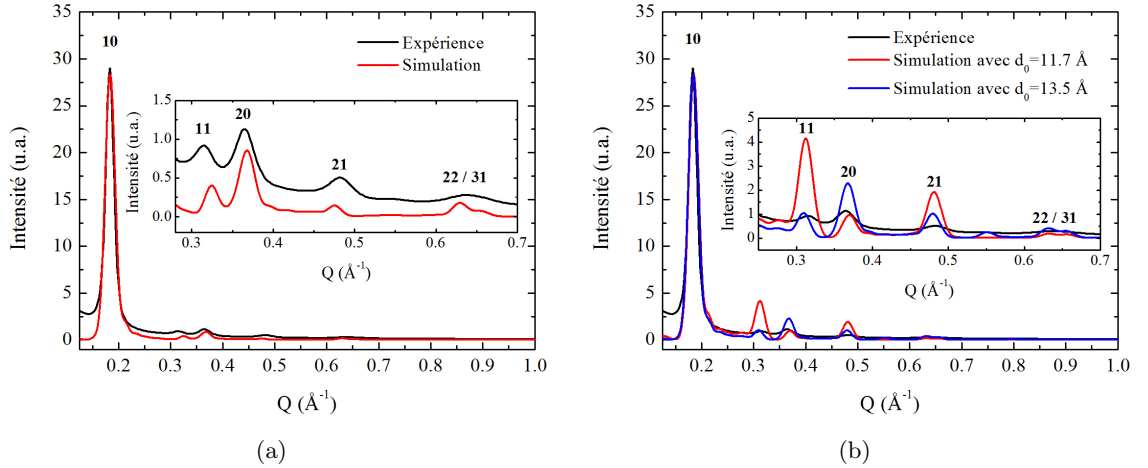 10
Expérience
Simulation
Intensité (u.a.)
35
30
25
20
15
10
5
0
0.2 0.3 0.4 0.5 0.6 0.7 0.8 0.9 1.0
Q (Å⁻¹)
Intensité (u.a.)
1.5
1.0
0.5
0.0
11
20
21
22 / 31
0.3 0.4 0.5 0.6 0.7
Q (Å⁻¹)
(a)
10
Expérience
Simulation avec d₀=11.7 Å
Simulation avec d₀=13.5 Å
Intensité (u.a.)
35
30
25
20
15
10
5
0
0.2 0.3 0.4 0.5 0.6 0.7 0.8 0.9 1.0
Q (Å⁻¹)
Intensité (u.a.)
5
4
3
2
1
0
11
20
21
22 / 31
0.3 0.4 0.5 0.6 0.7
Q (Å⁻¹)
(b)